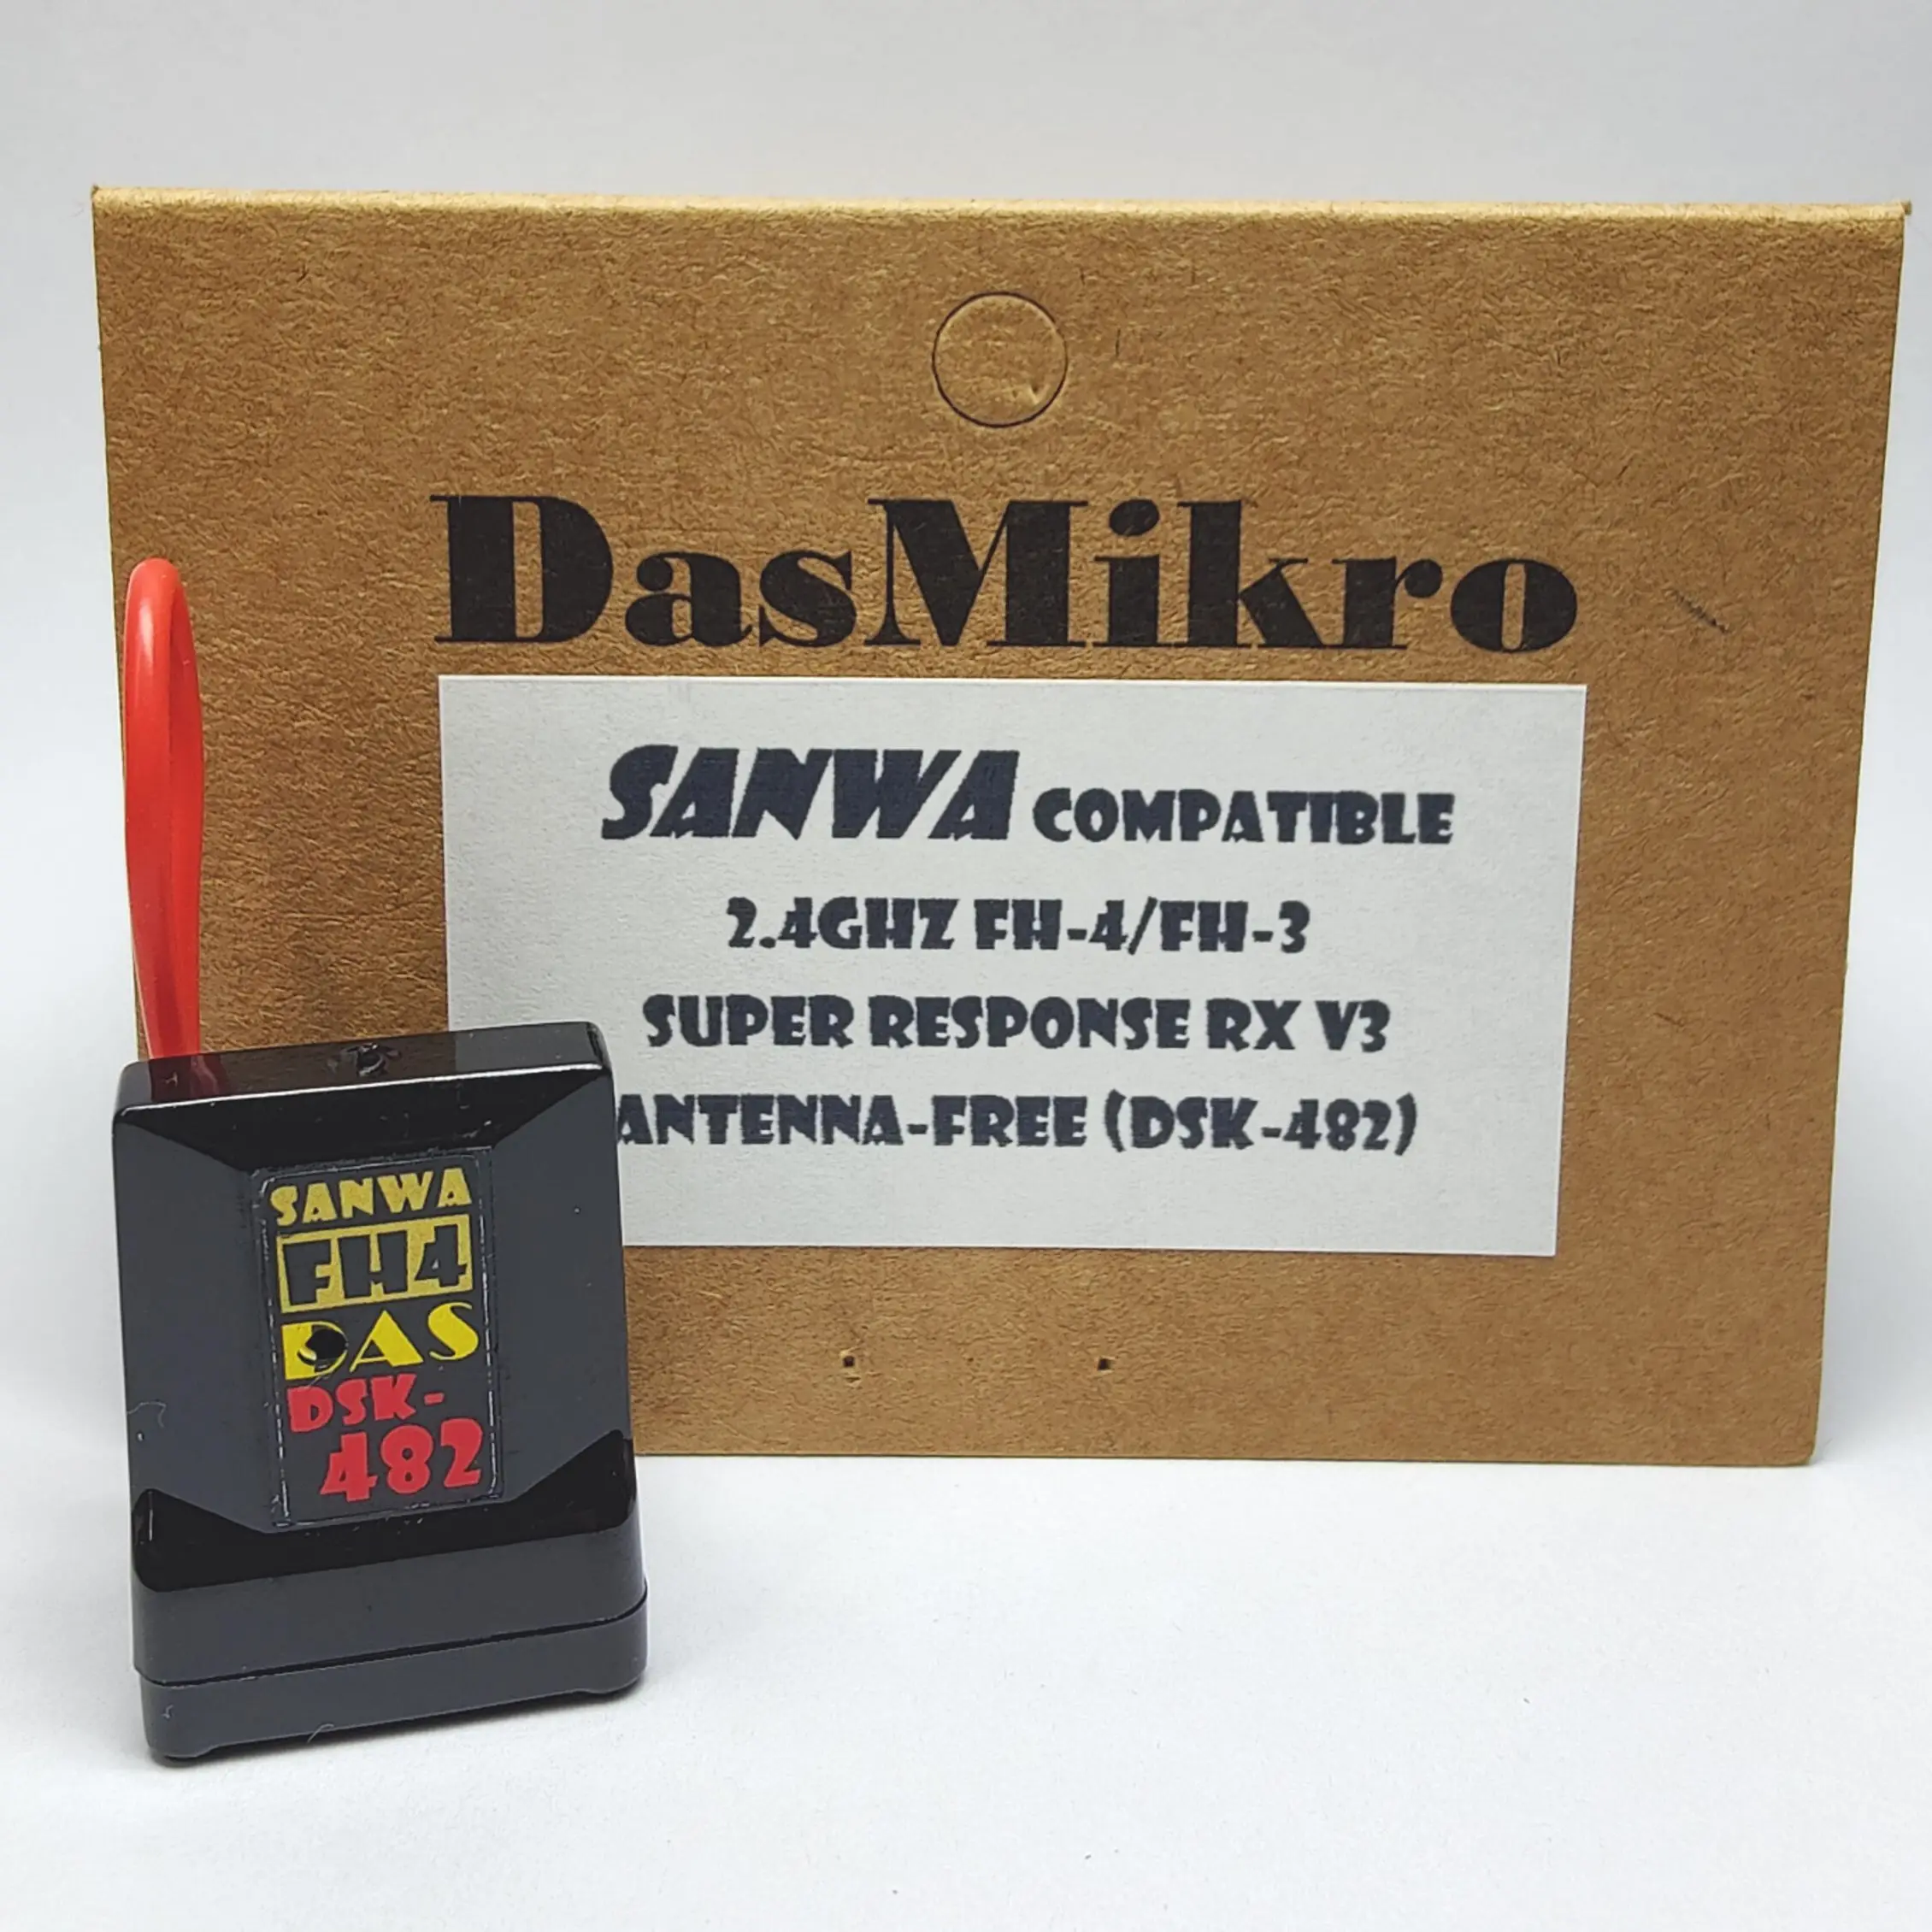 DasMikro
SANWA COMPATIBLE
2.4GHZ FH-4/FH-3
SUPER RESPONSE RX V3
ANTENNA-FREE (DSK-482)
SANWA
FH4
DAS
DSK-
482